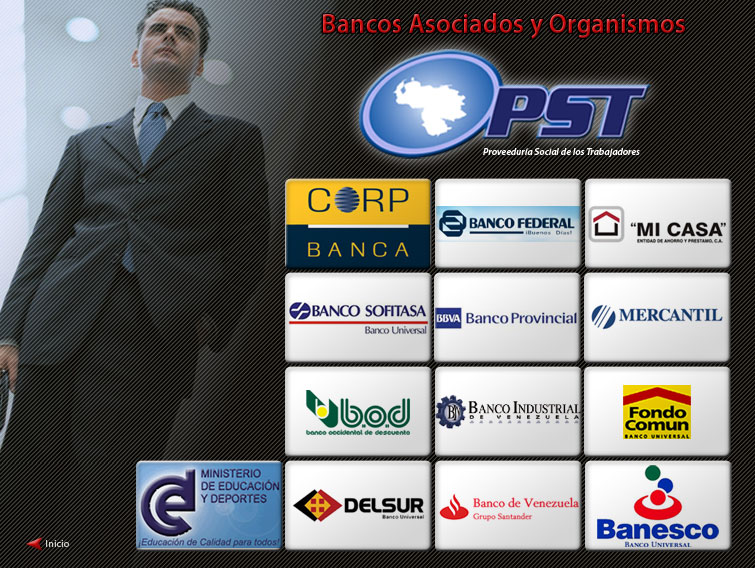 Bancos Asociados y Organismos
PST
Proveeduría Social de los Trabajadores
CORP
BANCA
BANCO FEDERAL
¡Buenos Días!
"MI CASA"
ENTIDAD DE AHORRO Y PRESTAMO, C.A.
BANCO SOFITASA
Banco Universal
BBVA Banco Provincial
MERCANTIL
b.o.d
banco occidental de descuento
BANCO INDUSTRIAL
DE VENEZUELA
Fondo
Común
BANCO UNIVERSAL
MINISTERIO
DE EDUCACIÓN
Y DEPORTES
¡Educación de Calidad para todos!
DELSUR
Banco Universal
Banco de Venezuela
Grupo Santander
Banesco
BANCO UNIVERSAL
Inicio